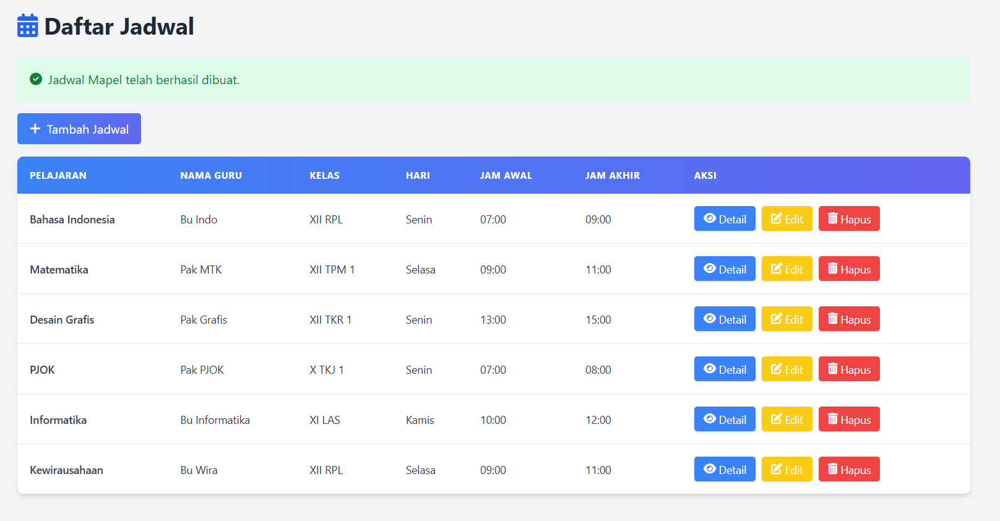 Daftar Jadwal
Jadwal Mapel telah berhasil dibuat.
+ Tambah Jadwal
PELAJARAN NAMA GURU KELAS HARI JAM AWAL JAM AKHIR AKSI
Bahasa Indonesia Bu Indo XII RPL Senin 07:00 09:00 Detail Edit Hapus
Matematika Pak MTK XII TPM 1 Selasa 09:00 11:00 Detail Edit Hapus
Desain Grafis Pak Grafis XII TKR 1 Senin 13:00 15:00 Detail Edit Hapus
PJOK Pak PJOK X TKJ 1 Senin 07:00 08:00 Detail Edit Hapus
Informatika Bu Informatika XI LAS Kamis 10:00 12:00 Detail Edit Hapus
Kewirausahaan Bu Wira XII RPL Selasa 09:00 11:00 Detail Edit Hapus